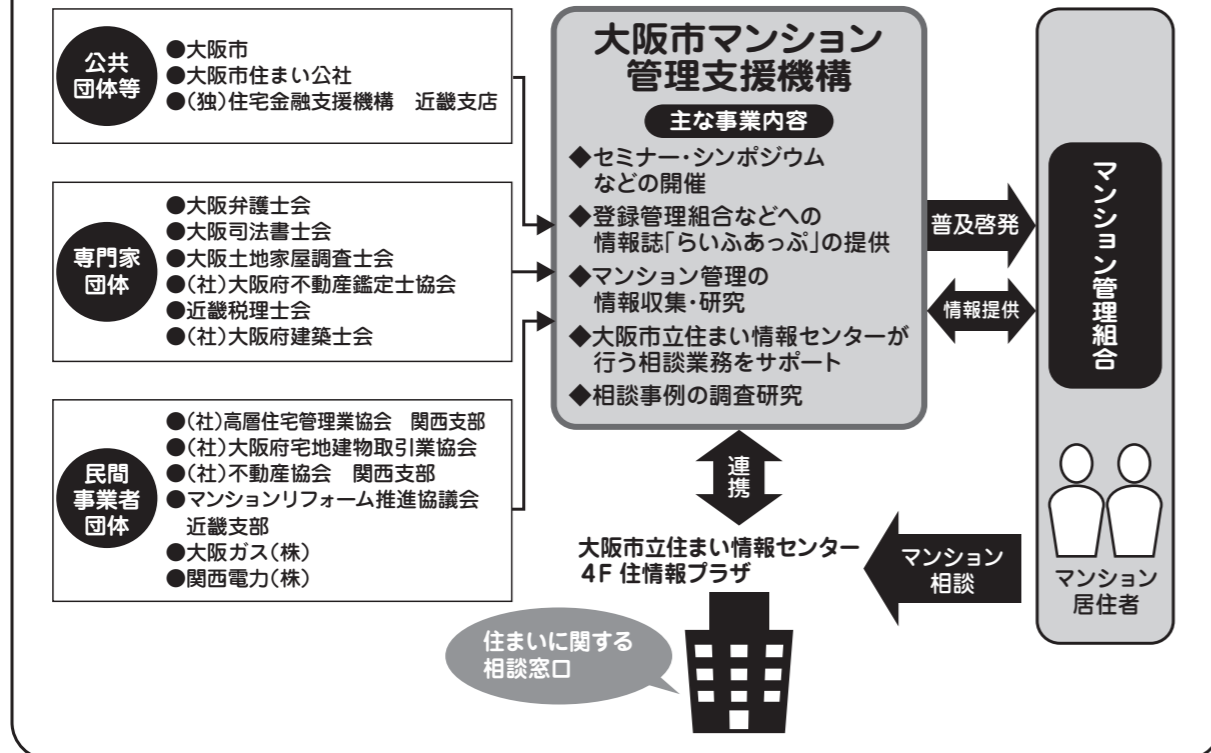 公共
団体等
●大阪市
●大阪市住まい公社
●(独)住宅金融支援機構　近畿支店
専門家
団体
●大阪弁護士会
●大阪司法書士会
●大阪土地家屋調査士会
●(社)大阪府不動産鑑定士協会
●近畿税理士会
●(社)大阪府建築士会
民間
事業者
団体
●(社)高層住宅管理業協会　関西支部
●(社)大阪府宅地建物取引業協会
●(社)不動産協会　関西支部
●マンションリフォーム推進協議会
近畿支部
●大阪ガス(株)
●関西電力(株)
大阪市マンション
管理支援機構
主な事業内容
◆セミナー・シンポジウム
などの開催
◆登録管理組合などへの
情報誌「らいふあっぷ」の提供
◆マンション管理の
情報収集・研究
◆大阪市立住まい情報センターが
行う相談業務をサポート
◆相談事例の調査研究
普及啓発
情報提供
マンション管理組合
マンション
居住者
連携
大阪市立住まい情報センター
4F 住情報プラザ
マンション
相談
住まいに関する
相談窓口